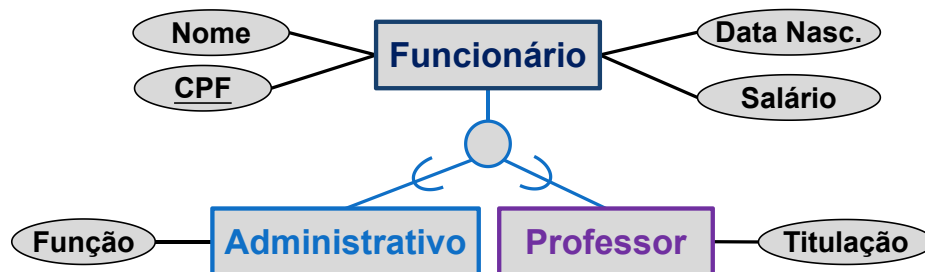 Nome
Data Nasc.
Funcionário
CPF
Salário
Função
Administrativo
Professor
Titulação